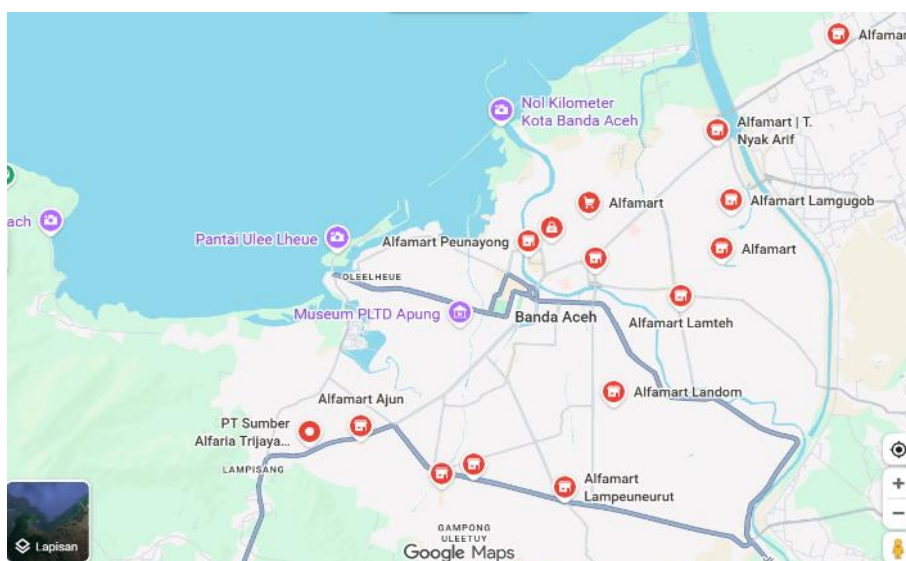 Alfamar
Nol Kilometer
Kota Banda Aceh
Alfamart | T.
Nyak Arif
Alfamart
Alfamart Lamgugob
ach
Pantai Ulee Lheue
Alfamart Peunayong
Alfamart
OLEELHEUE
Museum PLTD Apung
Banda Aceh
Alfamart Lamteh
Alfamart Landom
Alfamart Ajun
PT Sumber
Alfaria Trijaya...
LAMPISANG
Alfamart
Lampeuneurut
GAMPONG
ULEETUY
Lapisan
Google Maps